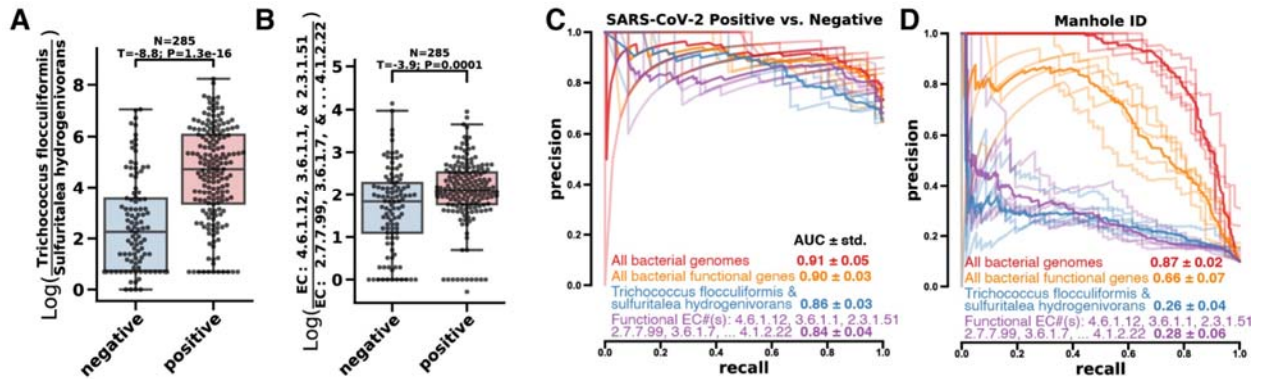 A
N=285
T=-8.8; P=1.3e-16
Log(Trichococcus flocculiformis
Sulfuritalea hydrogenivorans)
8
6
4
2
0
negative
positive
B
N=285
T=-3.9; P=0.0001
Log(EC: 4.6.1.12, 3.6.1.1, & 2.3.1.51
EC: 2.7.7.99, 3.6.1.7, &... 4.1.2.22)
5
4
3
2
1
0
negative
positive
C
SARS-CoV-2 Positive vs. Negative
precision
1.0
0.8
0.6
0.4
0.2
0.0
AUC ± std.
All bacterial genomes 0.91 ± 0.05
All bacterial functional genes 0.90 ± 0.03
Trichococcus flocculiformis &
sulfuritalea hydrogenivorans 0.86 ± 0.03
Functional EC#(s): 4.6.1.12, 3.6.1.1, 2.3.1.51
2.7.7.99, 3.6.1.7, ... 4.1.2.22 0.84 ± 0.04
0.0 0.2 0.4 0.6 0.8 1.0
recall
D
Manhole ID
precision
1.0
0.8
0.6
0.4
0.2
0.0
AUC ± std.
All bacterial genomes 0.87 ± 0.02
All bacterial functional genes 0.66 ± 0.07
Trichococcus flocculiformis &
sulfuritalea hydrogenivorans 0.26 ± 0.04
Functional EC#(s): 4.6.1.12, 3.6.1.1, 2.3.1.51
2.7.7.99, 3.6.1.7, ... 4.1.2.22 0.28 ± 0.06
0.0 0.2 0.4 0.6 0.8 1.0
recall